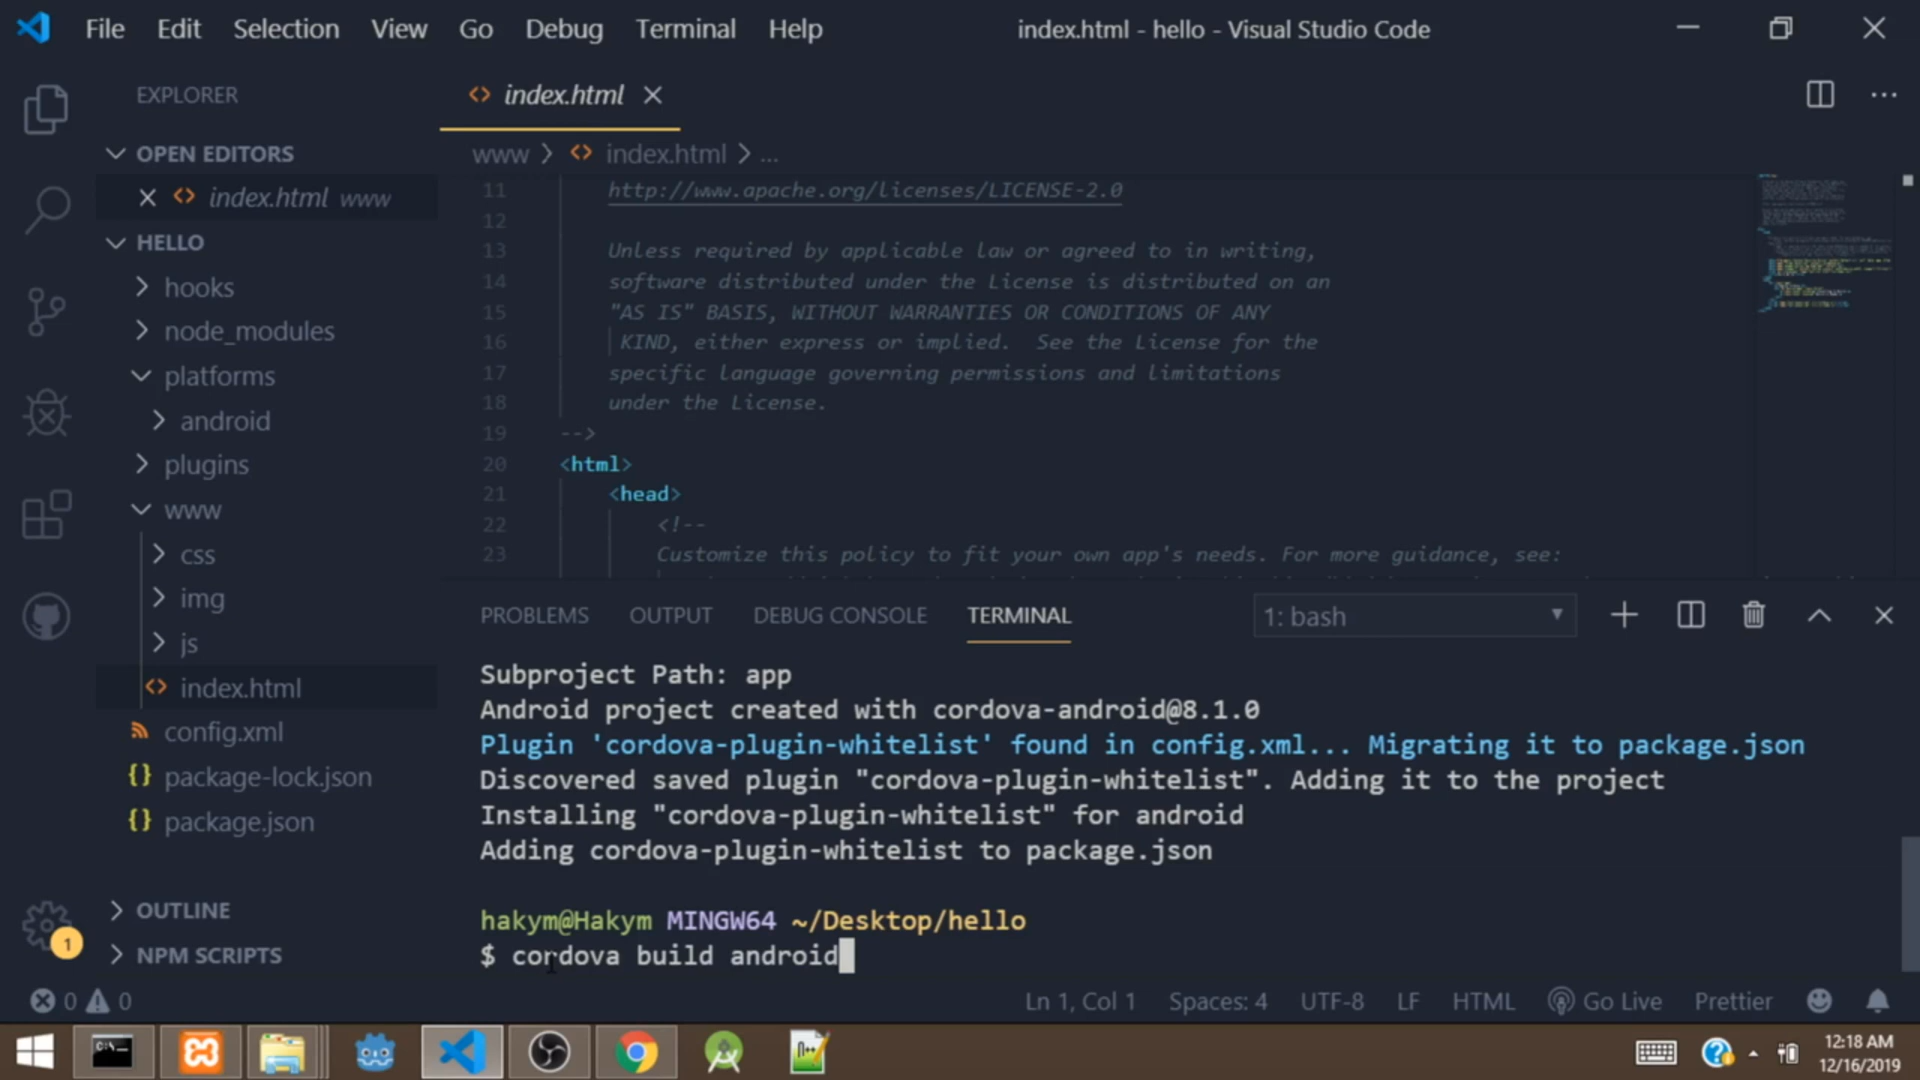 File Edit Selection View Go Debug Terminal Help
index.html - hello - Visual Studio Code
EXPLORER
OPEN EDITORS
index.html www
HELLO
hooks
node_modules
platforms
android
plugins
www
css
img
js
index.html
config.xml
package-lock.json
package.json
OUTLINE
NPM SCRIPTS
1
index.html
www > index.html > ...
11 http://www.apache.org/licenses/LICENSE-2.0
12
13 Unless required by applicable law or agreed to in writing,
14 software distributed under the License is distributed on an
15 "AS IS" BASIS, WITHOUT WARRANTIES OR CONDITIONS OF ANY
16 KIND, either express or implied.  See the License for the
17 specific language governing permissions and limitations
18 under the License.
19 -->
20 <html>
21 <head>
22 <!--
23 Customize this policy to fit your own app's needs. For more guidance, see:
PROBLEMS OUTPUT DEBUG CONSOLE TERMINAL
1: bash
Subproject Path: app
Android project created with cordova-android@8.1.0
Plugin 'cordova-plugin-whitelist' found in config.xml... Migrating it to package.json
Discovered saved plugin "cordova-plugin-whitelist". Adding it to the project
Installing "cordova-plugin-whitelist" for android
Adding cordova-plugin-whitelist to package.json
hakym@Hakym MINGW64 ~/Desktop/hello
$ cordova build android
0 0
Ln 1, Col 1 Spaces: 4 UTF-8 LF HTML Go Live Prettier
12:18 AM
12/16/2019